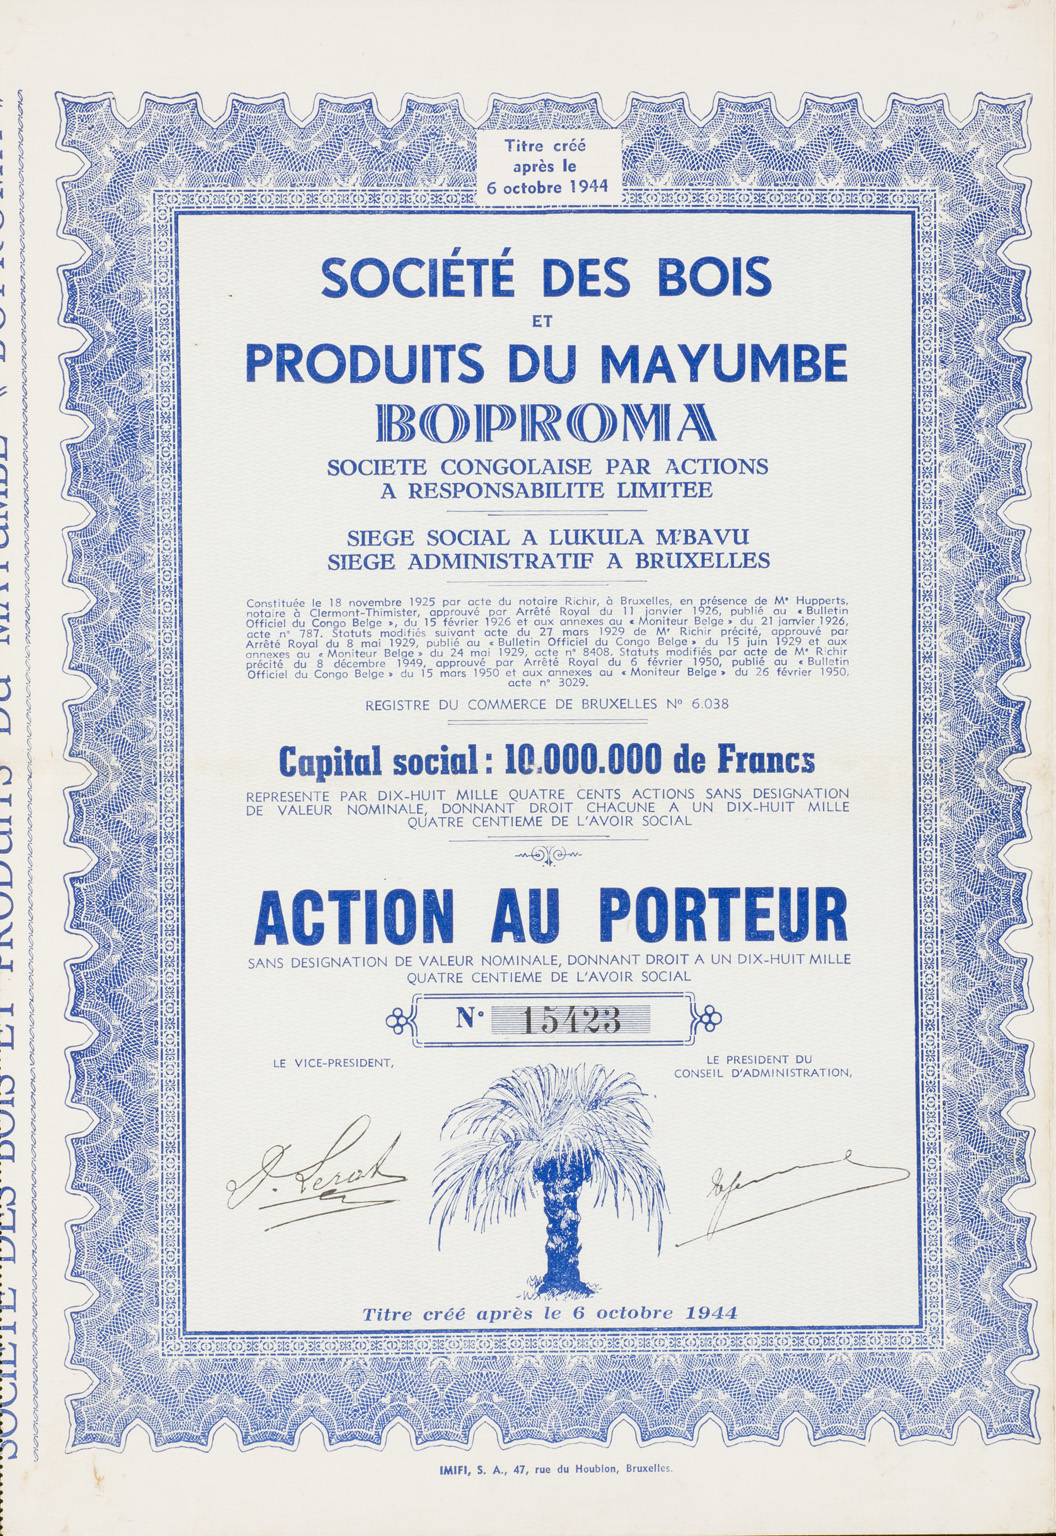 Titre créé
après le
6 octobre 1944
SOCIÉTÉ DES BOIS
ET
PRODUITS DU MAYUMBE
BOPROMA
SOCIETE CONGOLAISE PAR ACTIONS
A RESPONSABILITE LIMITEE
SIEGE SOCIAL A LUKULA M'BAVU
SIEGE ADMINISTRATIF A BRUXELLES
Constituée le 18 novembre 1925 par acte du notaire Richir, à Bruxelles, en présence de Me Hupperts,
notaire à Clermont-Thimister, approuvé par Arrêté Royal du 11 janvier 1926, publié au « Bulletin
Officiel du Congo Belge », du 15 février 1926 et aux annexes au « Moniteur Belge » du 21 janvier 1926,
acte n° 787. Statuts modifiés suivant acte du 27 mars 1929 de Me Richir précité, approuvé par
Arrêté Royal du 8 mai 1929, publié au « Bulletin Officiel du Congo Belge » du 15 juin 1929 et aux
annexes au « Moniteur Belge » du 24 mai 1929, acte n° 8408. Statuts modifiés par acte de Me Richir
précité du 8 décembre 1949, approuvé par Arrêté Royal du 6 février 1950, publié au « Bulletin
Officiel du Congo Belge » du 15 mars 1950 et aux annexes au « Moniteur Belge » du 26 février 1950,
acte n° 3029.
REGISTRE DU COMMERCE DE BRUXELLES N° 6.038
Capital social : 10.000.000 de Francs
REPRESENTE PAR DIX-HUIT MILLE QUATRE CENTS ACTIONS SANS DESIGNATION
DE VALEUR NOMINALE, DONNANT DROIT CHACUNE A UN DIX-HUIT MILLE
QUATRE CENTIEME DE L'AVOIR SOCIAL
ACTION AU PORTEUR
SANS DESIGNATION DE VALEUR NOMINALE, DONNANT DROIT A UN DIX-HUIT MILLE
QUATRE CENTIEME DE L'AVOIR SOCIAL
N° 15423
LE VICE-PRESIDENT,
LE PRESIDENT DU
CONSEIL D'ADMINISTRATION,
Titre créé après le 6 octobre 1944
IMIFI, S. A., 47, rue du Houblon, Bruxelles.
SOCIETE DES BOIS ET PRODUITS DU MAYUMBE « BOPROMA »